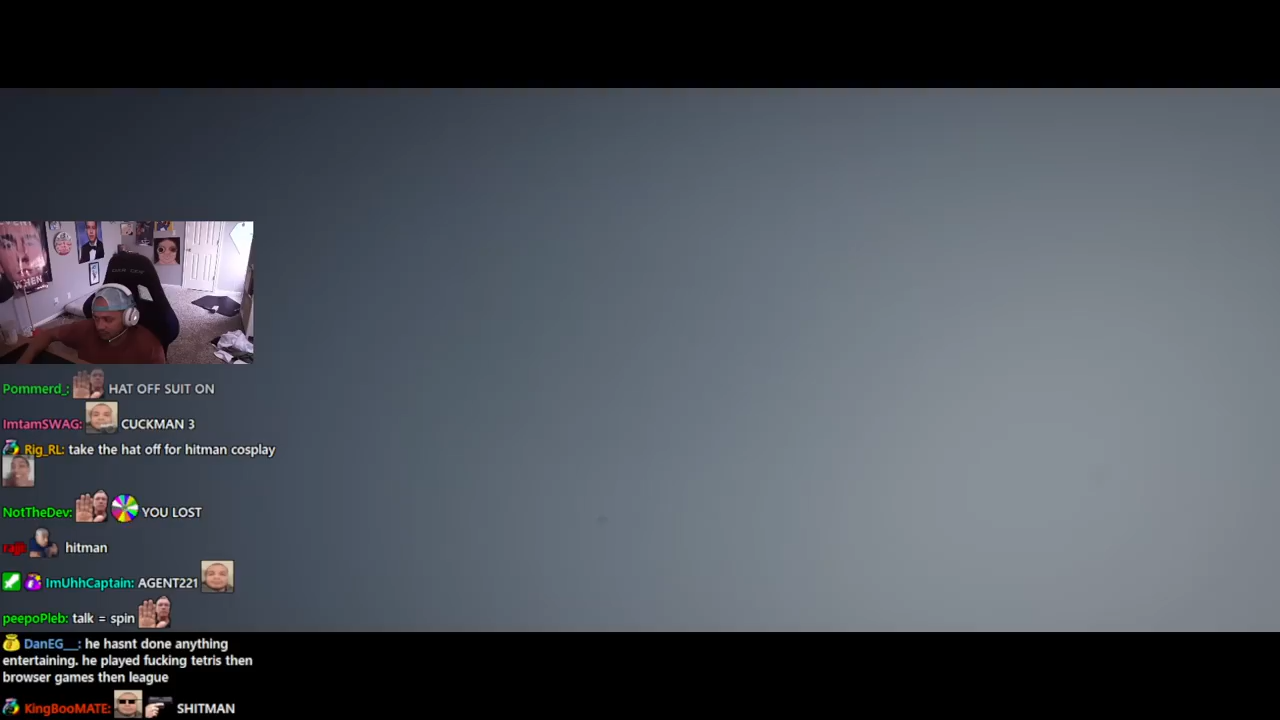 WHEN
Pommerd_: HAT OFF SUIT ON
ImtamSWAG: CUCKMAN 3
Rig_RL: take the hat off for hitman cosplay
NotTheDev: YOU LOST
hitman
ImUhhCaptain: AGENT221
peepoPleb: talk = spin
DanEG__: he hasnt done anything
entertaining. he played fucking tetris then
browser games then league
KingBooMATE: SHITMAN